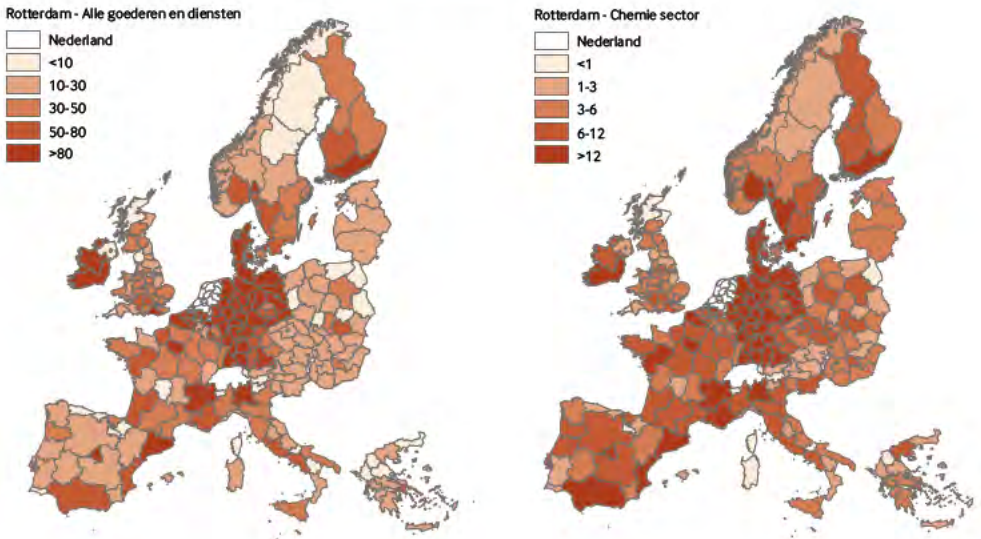 Rotterdam - Alle goederen en diensten
Nederland
<10
10-30
30-50
50-80
>80
Rotterdam - Chemie sector
Nederland
<1
1-3
3-6
6-12
>12